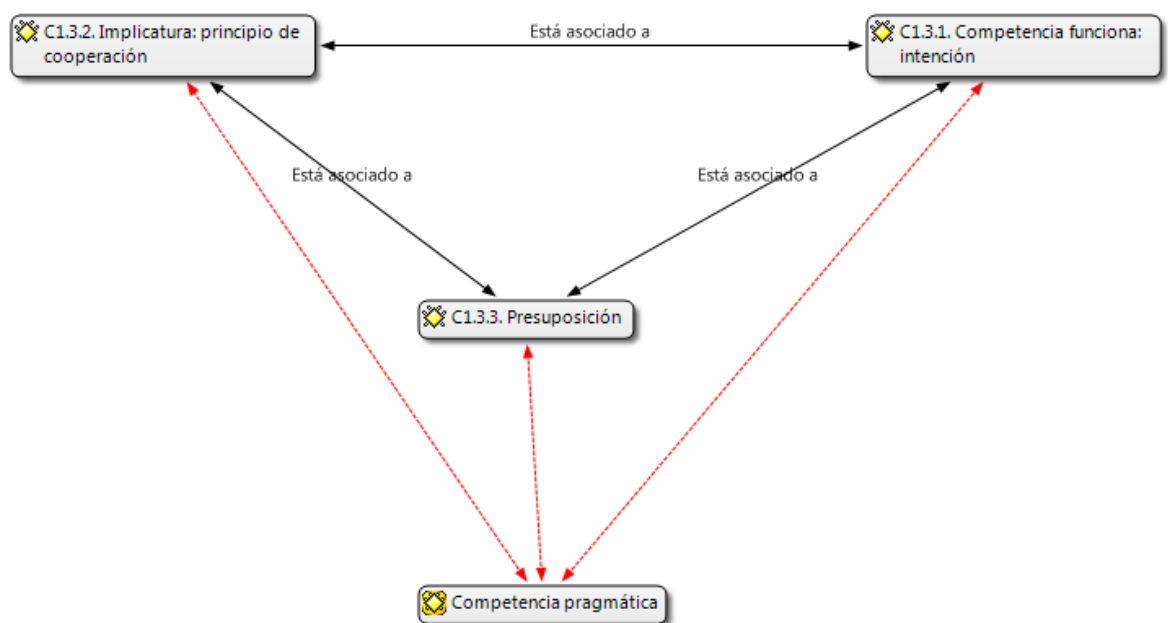 C1.3.2. Implicatura: principio de
cooperación
Está asociado a
C1.3.1. Competencia funciona:
intención
Está asociado a
Está asociado a
C1.3.3. Presuposición
Competencia pragmática